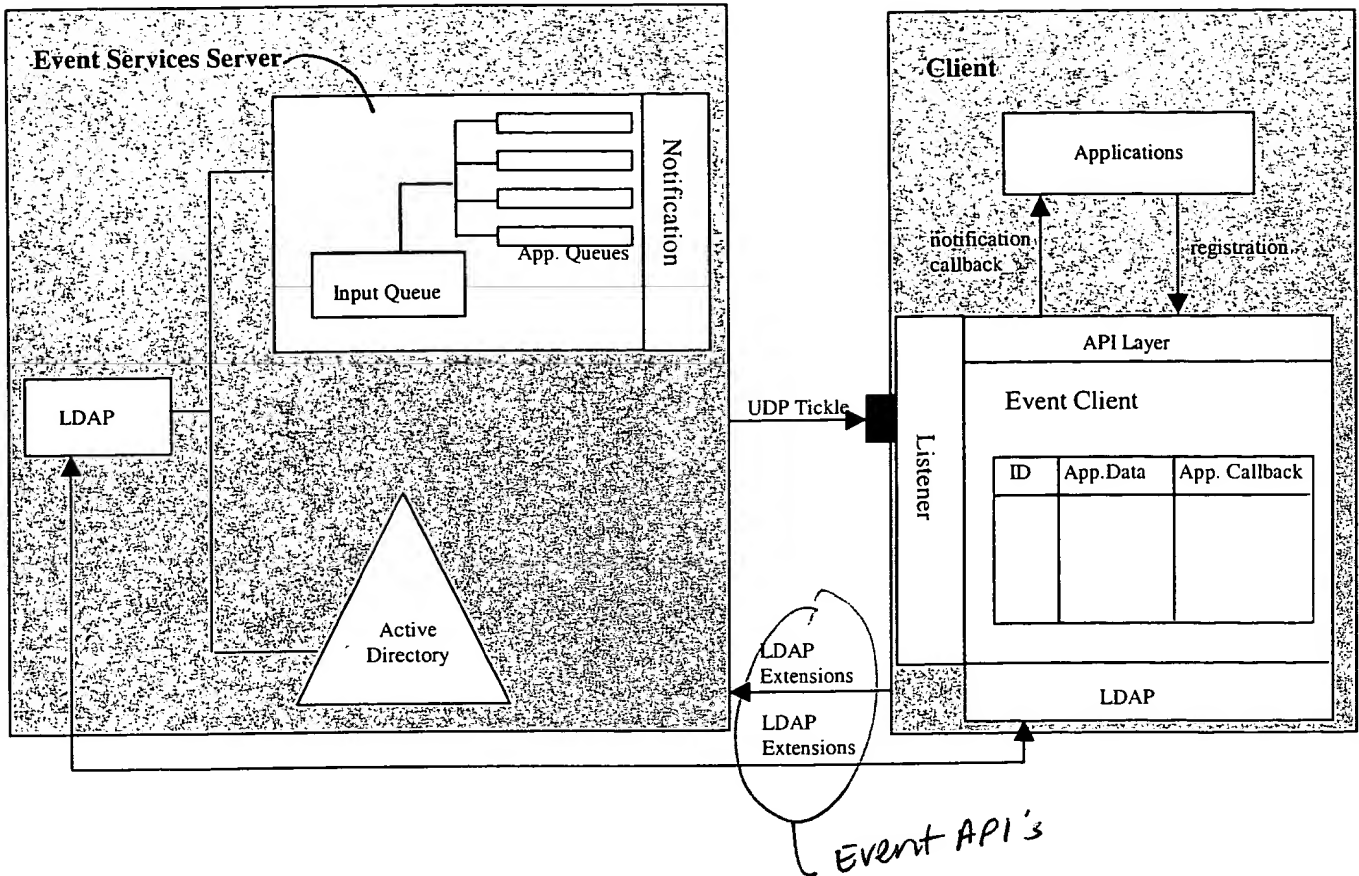 Event Services Server
Notification
App. Queues
Input Queue
LDAP
Active
Directory
UDP Tickle
LDAP
Extensions
LDAP
Extensions
Event API's
Client
Applications
notification
callback
registration
API Layer
Listener
Event Client
ID
App.Data
App. Callback
LDAP